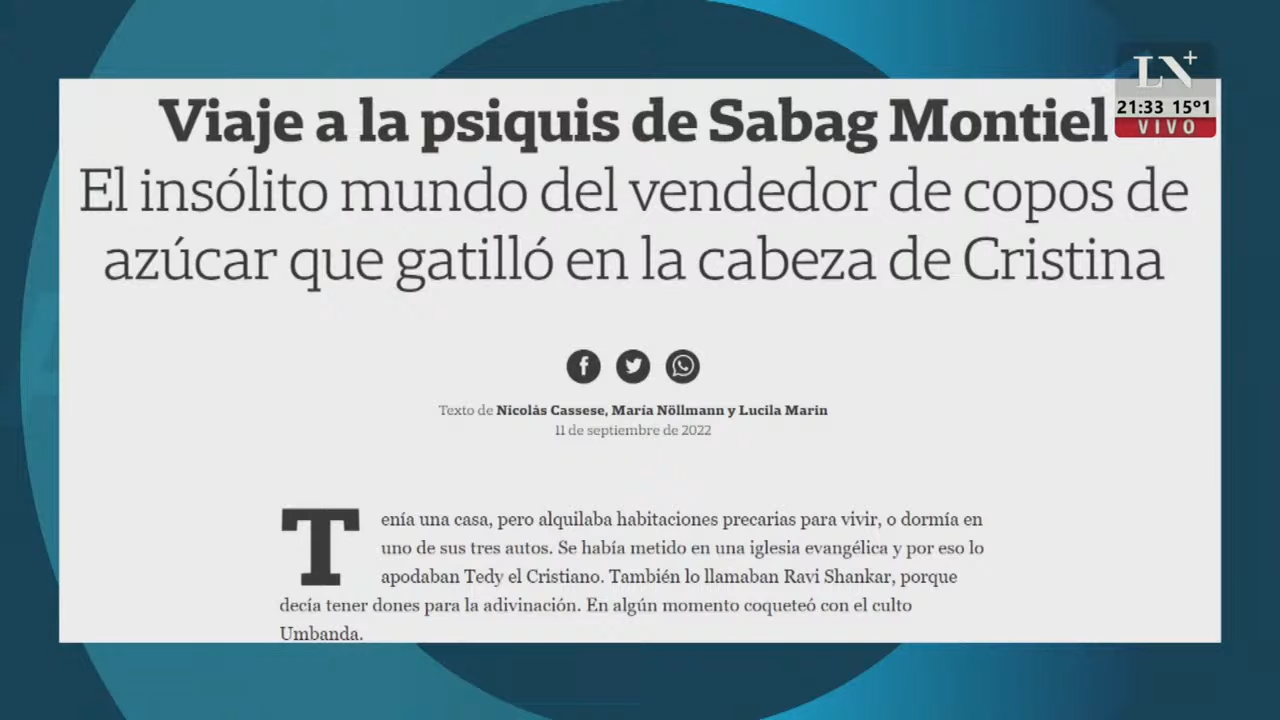 LN+
21:33 15º1
VIVO
Viaje a la psiquis de Sabag Montiel
El insólito mundo del vendedor de copos de
azúcar que gatilló en la cabeza de Cristina
Texto de Nicolás Cassese, María Nöllmann y Lucila Marin
11 de septiembre de 2022
Tenía una casa, pero alquilaba habitaciones precarias para vivir, o dormía en
uno de sus tres autos. Se había metido en una iglesia evangélica y por eso lo
apodaban Tedy el Cristiano. También lo llamaban Ravi Shankar, porque
decía tener dones para la adivinación. En algún momento coqueteó con el culto
Umbanda.